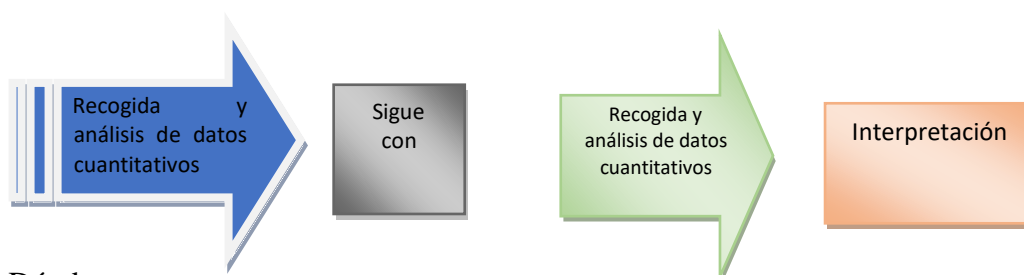 Recogida y
análisis de datos
cuantitativos
Sigue
con
Recogida y
análisis de datos
cuantitativos
Interpretación